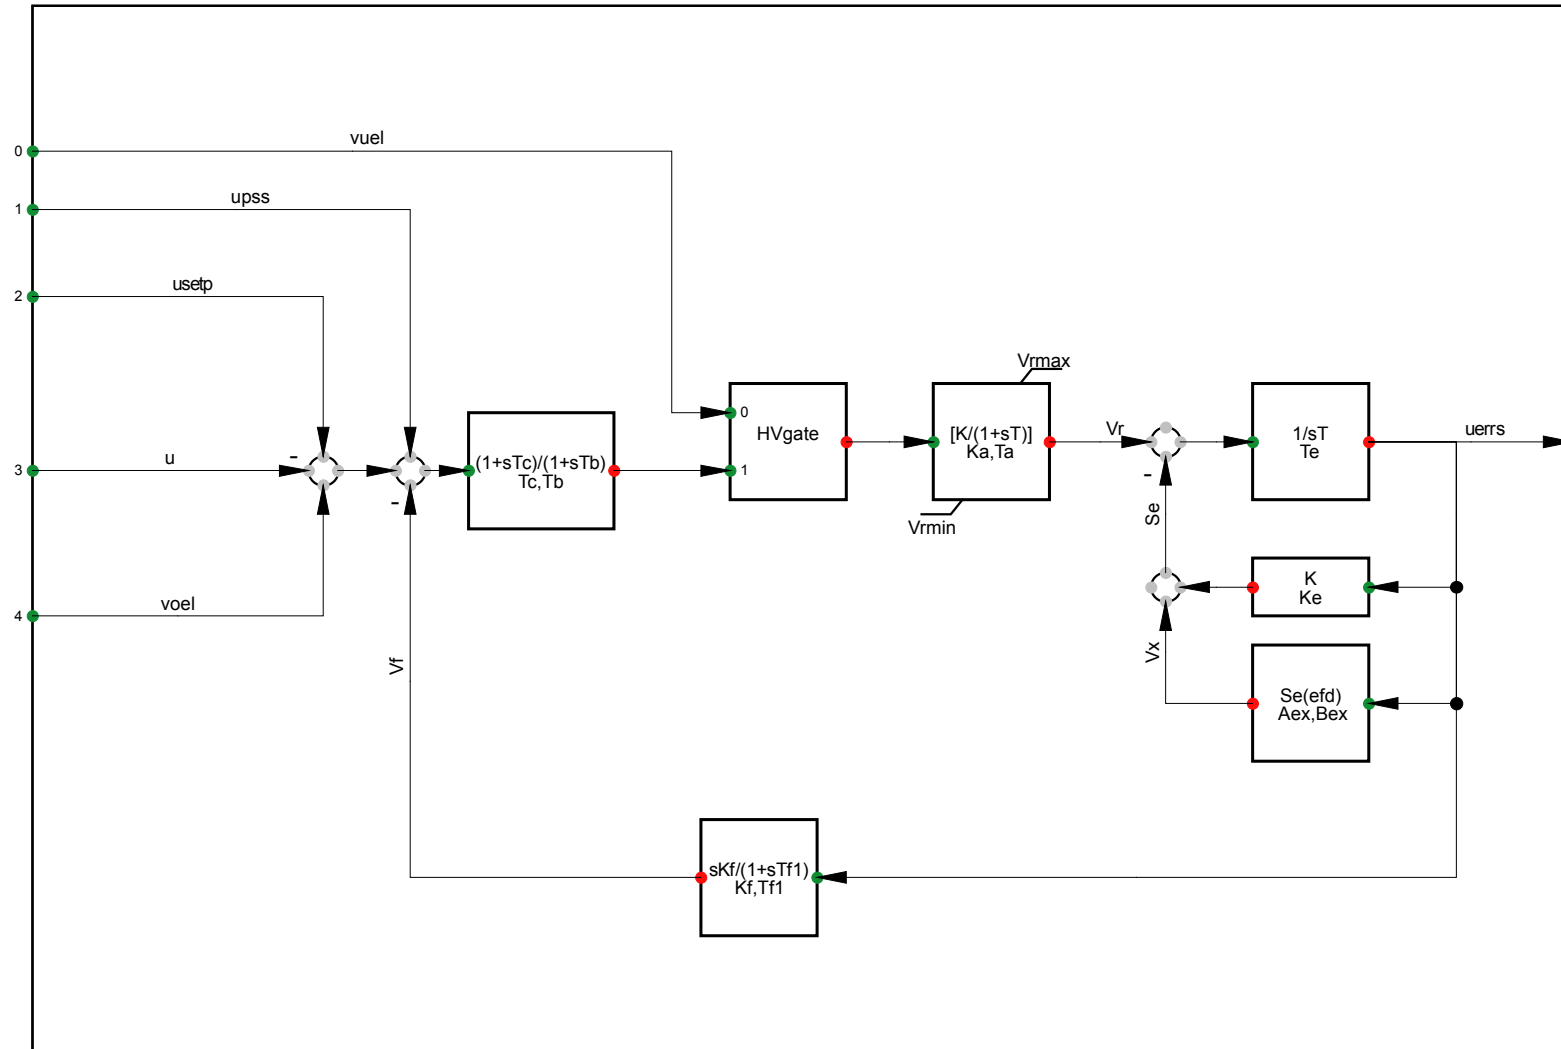 0
vuel
1
upss
2
usetp
Vrmax
0
HVgate
1
[K/(1+sT)]
Ka,Ta
Vr
1/sT
Te
uerrs
3
u
-
(1+sTc)/(1+sTb)
Tc,Tb
-
-
Vrmin
Se
K
Ke
4
voel
Vf
Vx
Se(efd)
Aex,Bex
sKf/(1+sTf1)
Kf,Tf1